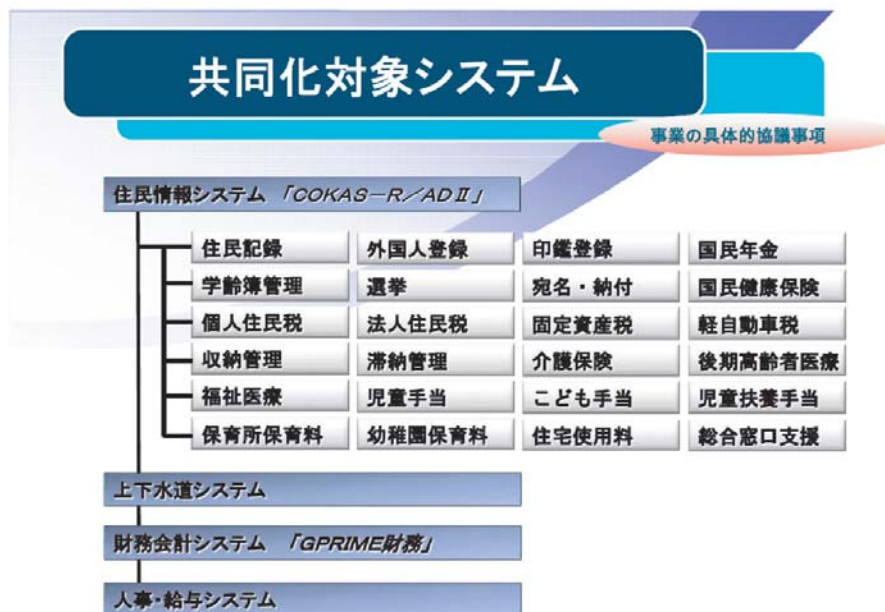 共同化対象システム
事業の具体的協議事項
住民情報システム 「COKAS－R／ADⅡ」
住民記録 外国人登録 印鑑登録 国民年金
学齢簿管理 選挙 宛名・納付 国民健康保険
個人住民税 法人住民税 固定資産税 軽自動車税
収納管理 滞納管理 介護保険 後期高齢者医療
福祉医療 児童手当 こども手当 児童扶養手当
保育所保育料 幼稚園保育料 住宅使用料 総合窓口支援
上下水道システム
財務会計システム 「GPRIME財務」
人事・給与システム